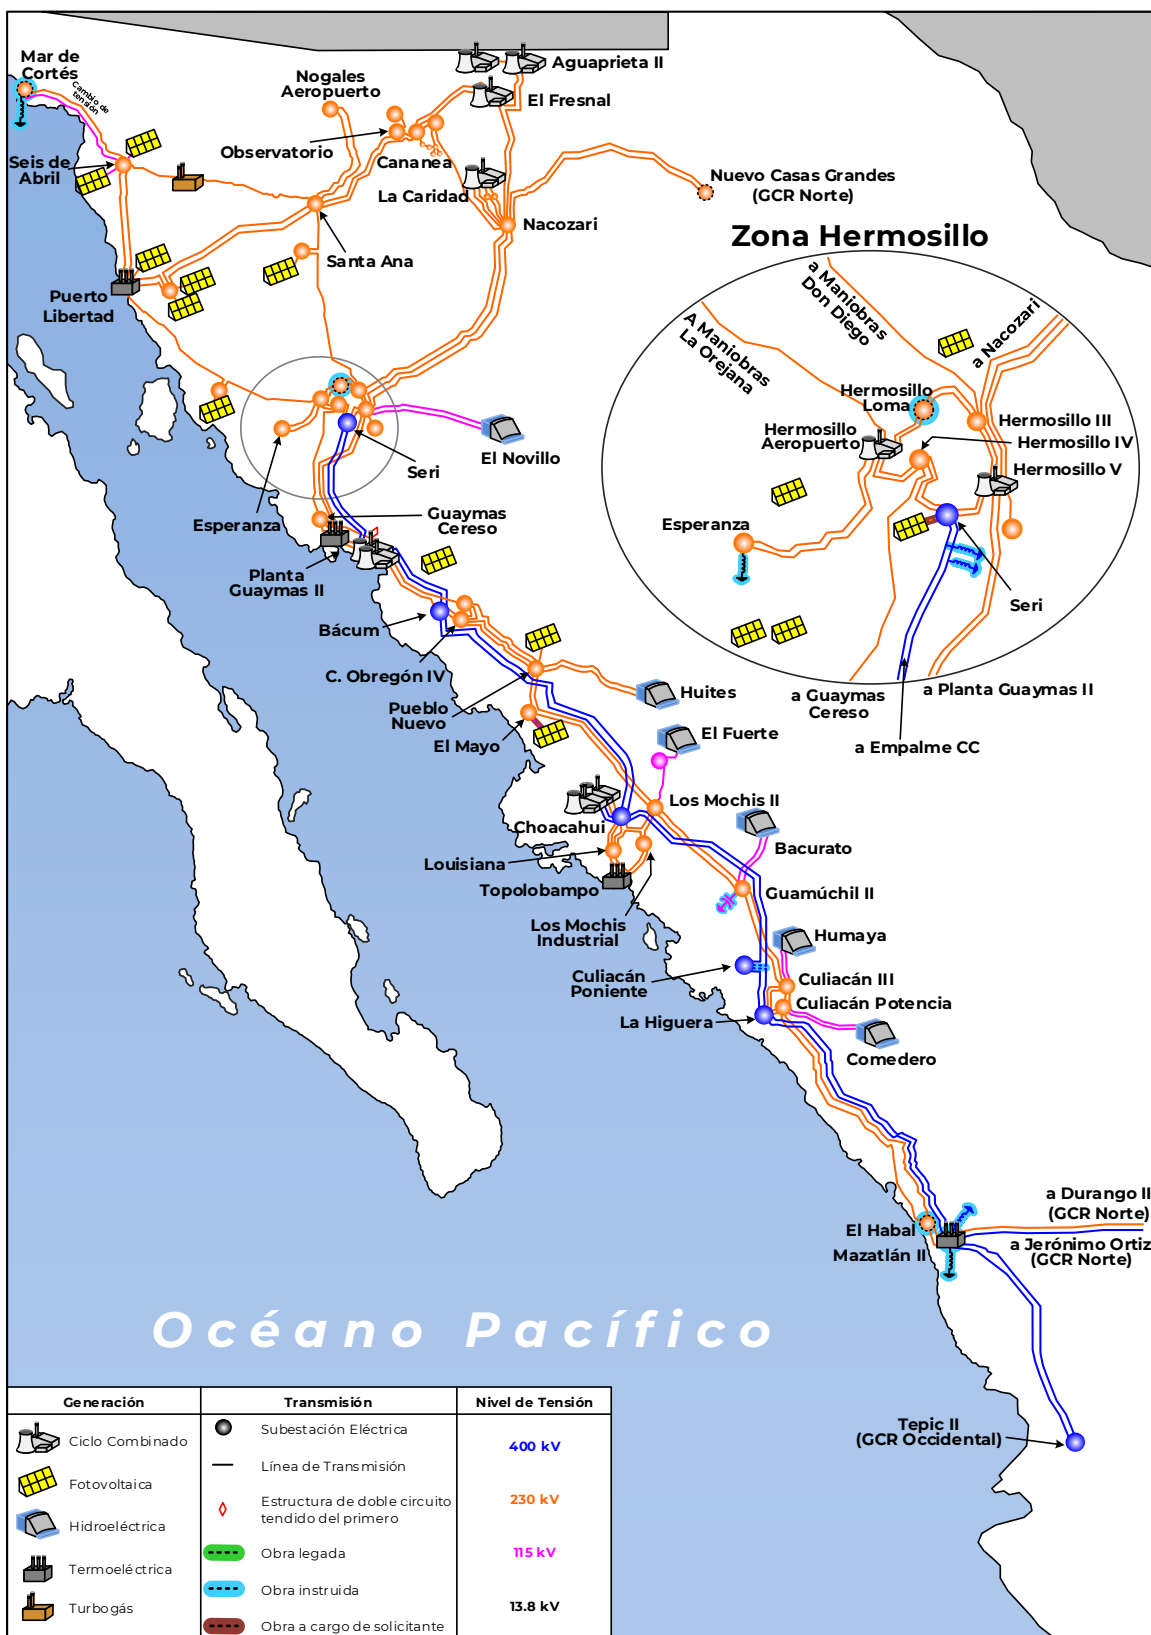 Mar de
Cortés
Cambio de
tensión
Nogales
Aeropuerto
Aguaprieta II
El Fresnal
Observatorio
Cananea
Seis de
Abril
La Caridad
Nuevo Casas Grandes
(GCR Norte)
Nacozari
Santa Ana
Puerto
Libertad
Zona Hermosillo
a Maniobras
Don Diego
A Maniobras
La Orejana
a Nacozari
Hermosillo
Loma
Hermosillo III
Hermosillo
Aeropuerto
Hermosillo IV
Hermosillo V
Esperanza
Seri
a Guaymas
Cereso
a Planta Guaymas II
a Empalme CC
El Novillo
Seri
Esperanza
Guaymas
Cereso
Planta
Guaymas II
Bácum
C. Obregón IV
Pueblo
Nuevo
Huites
El Mayo
El Fuerte
Los Mochis II
Choacahui
Bacurato
Louisiana
Topolobampo
Guamúchil II
Los Mochis
Industrial
Humaya
Culiacán
Poniente
Culiacán III
Culiacán Potencia
La Higuera
Comedero
a Durango II
(GCR Norte)
El Habal
Mazatlán II
a Jerónimo Ortiz
(GCR Norte)
Océano Pacífico
Tepic II
(GCR Occidental)
Generación
Ciclo Combinado
Fotovoltaica
Hidroeléctrica
Termoeléctrica
Turbogás
Transmisión
Subestación Eléctrica
Línea de Transmisión
Estructura de doble circuito
tendido del primero
Obra legada
Obra instruida
Obra a cargo de solicitante
Nivel de Tensión
400 kV
230 kV
115 kV
13.8 kV